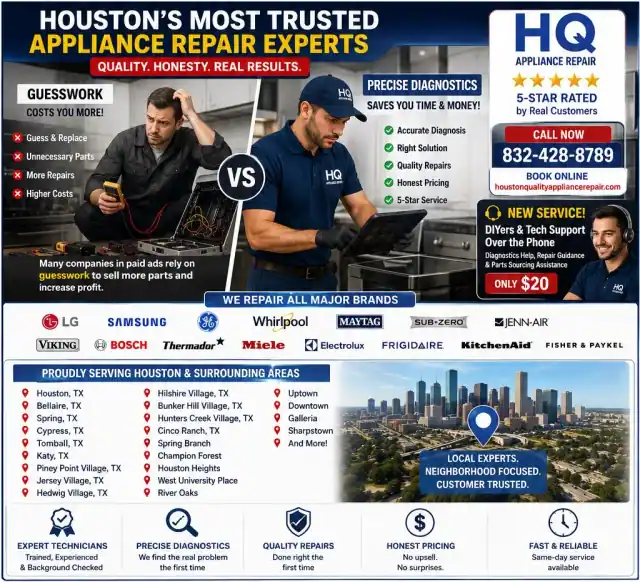 HOUSTON'S MOST TRUSTED
APPLIANCE REPAIR EXPERTS
QUALITY. HONESTY. REAL RESULTS.
HQ
APPLIANCE REPAIR
5-STAR RATED
by Real Customers
CALL NOW
832-428-8789
BOOK ONLINE
houstonqualityappliancerepair.com
GUESSWORK
COSTS YOU MORE!
Guess & Replace
Unnecessary Parts
More Repairs
Higher Costs
Many companies in paid ads rely on
guesswork to sell more parts and
increase profit.
VS
HQ
HQ
PRECISE DIAGNOSTICS
SAVES YOU TIME & MONEY!
Accurate Diagnosis
Right Solution
Quality Repairs
Honest Pricing
5-Star Service
NEW SERVICE!
DIYers & Tech Support
Over the Phone
Diagnostics Help, Repair Guidance
& Parts Sourcing Assistance
ONLY $20
HQ
WE REPAIR ALL MAJOR BRANDS
LG SAMSUNG GE Whirlpool MAYTAG SUB-ZERO JENN-AIR
VIKING BOSCH Thermador Miele Electrolux FRIGIDAIRE KitchenAid FISHER & PAYKEL
PROUDLY SERVING HOUSTON & SURROUNDING AREAS
Houston, TX
Bellaire, TX
Spring, TX
Cypress, TX
Tomball, TX
Katy, TX
Piney Point Village, TX
Jersey Village, TX
Hedwig Village, TX
Hilshire Village, TX
Bunker Hill Village, TX
Hunters Creek Village, TX
Cinco Ranch, TX
Spring Branch
Champion Forest
Houston Heights
West University Place
River Oaks
Uptown
Downtown
Galleria
Sharpstown
And More!
LOCAL EXPERTS.
NEIGHBORHOOD FOCUSED.
CUSTOMER TRUSTED.
EXPERT TECHNICIANS
Trained, Experienced
& Background Checked
PRECISE DIAGNOSTICS
We find the real problem
the first time
QUALITY REPAIRS
Done right the
first time
HONEST PRICING
No upsell.
No surprises.
FAST & RELIABLE
Same-day service
available